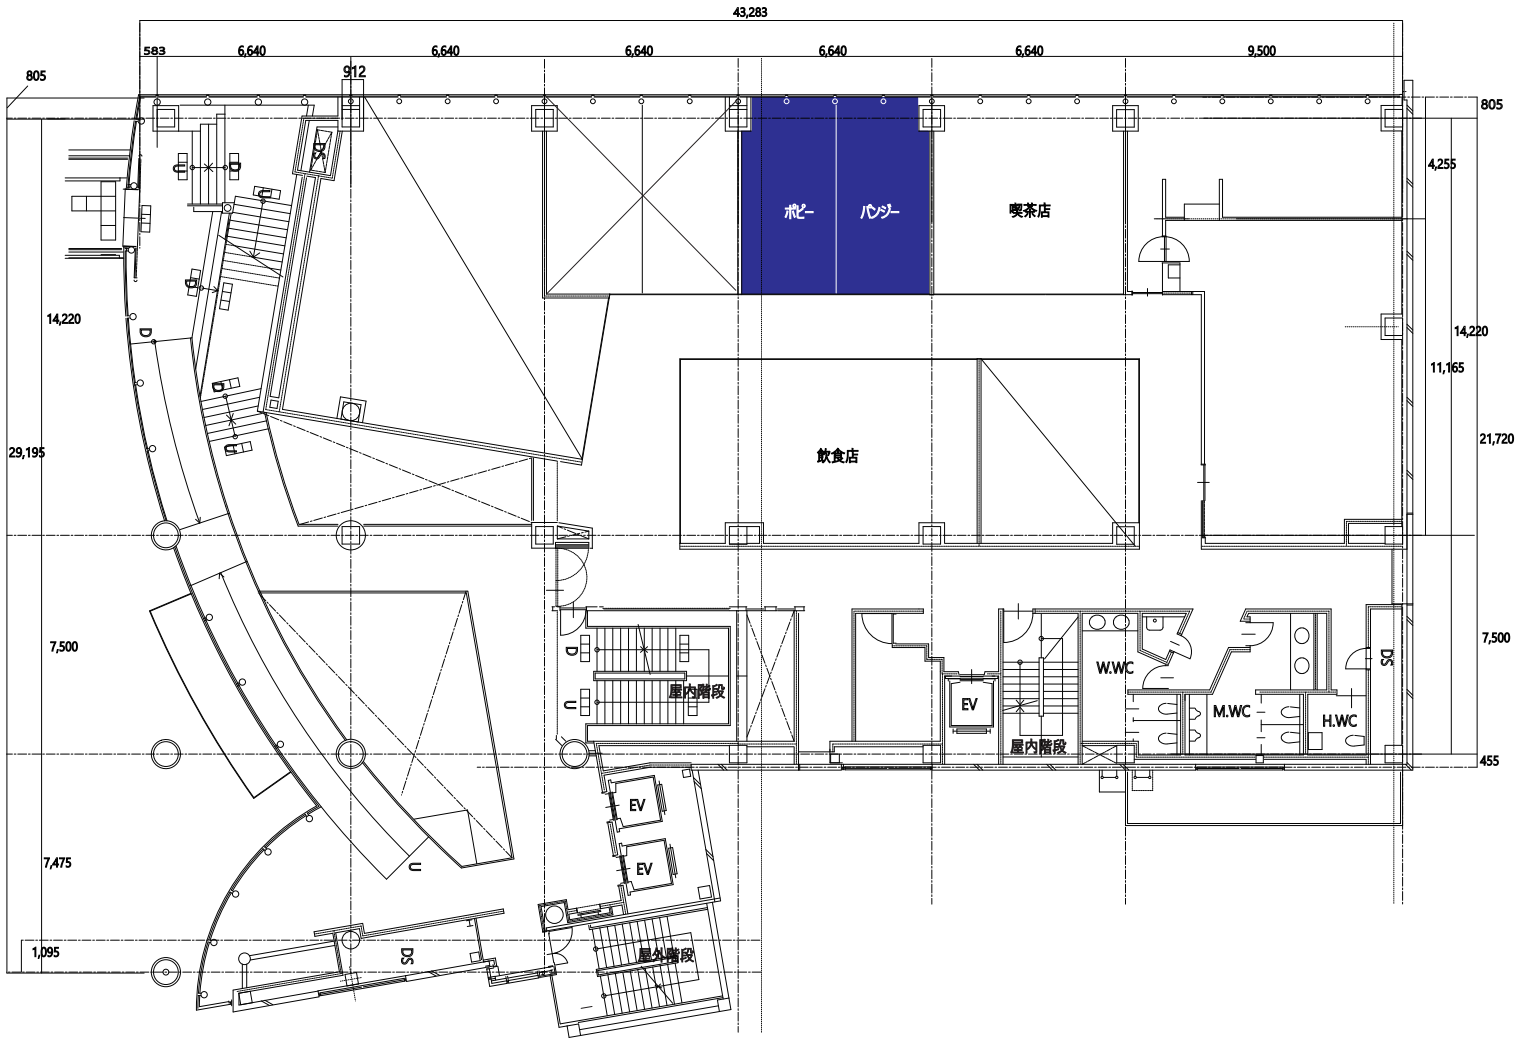 43,283
583
6,640
6,640
6,640
6,640
6,640
9,500
805
912
805
DS
U
D
U
4,255
ポピー
パンジー
喫茶店
D
14,220
D
14,220
11,165
D
29,195
U
飲食店
21,720
7,500
D
U
屋内階段
EV
屋内階段
W.WC
M.WC
H.WC
DS
7,500
455
EV
EV
7,475
U
1,095
DS
屋外階段